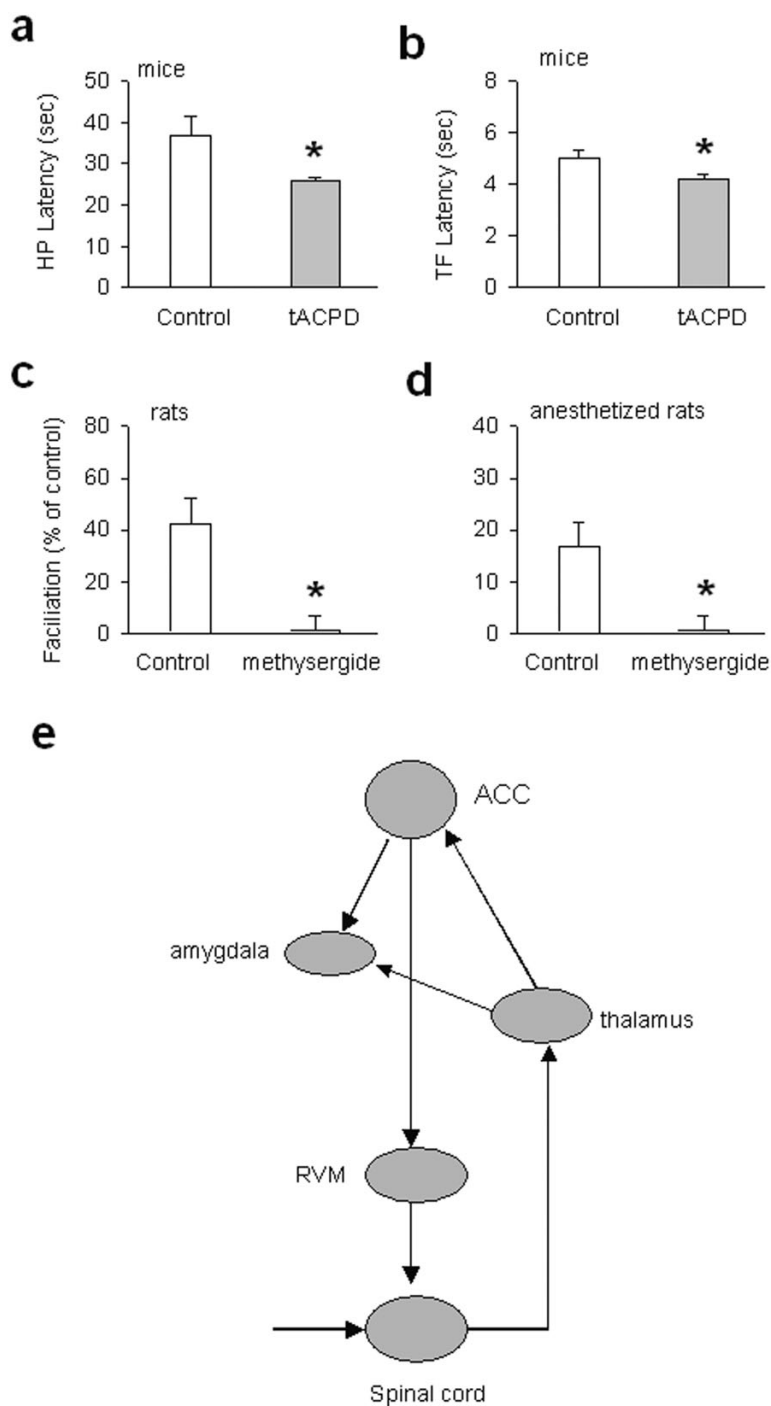 a
mice
HP Latency (sec)
50
40
30
20
10
0
*
Control
tACPD
b
mice
TF Latency (sec)
8
6
4
2
0
*
Control
tACPD
c
rats
Faciliation (% of control)
80
60
40
20
0
*
Control
methysergide
d
anesthetized rats
40
30
20
10
0
*
Control
methysergide
e
ACC
amygdala
thalamus
RVM
Spinal cord